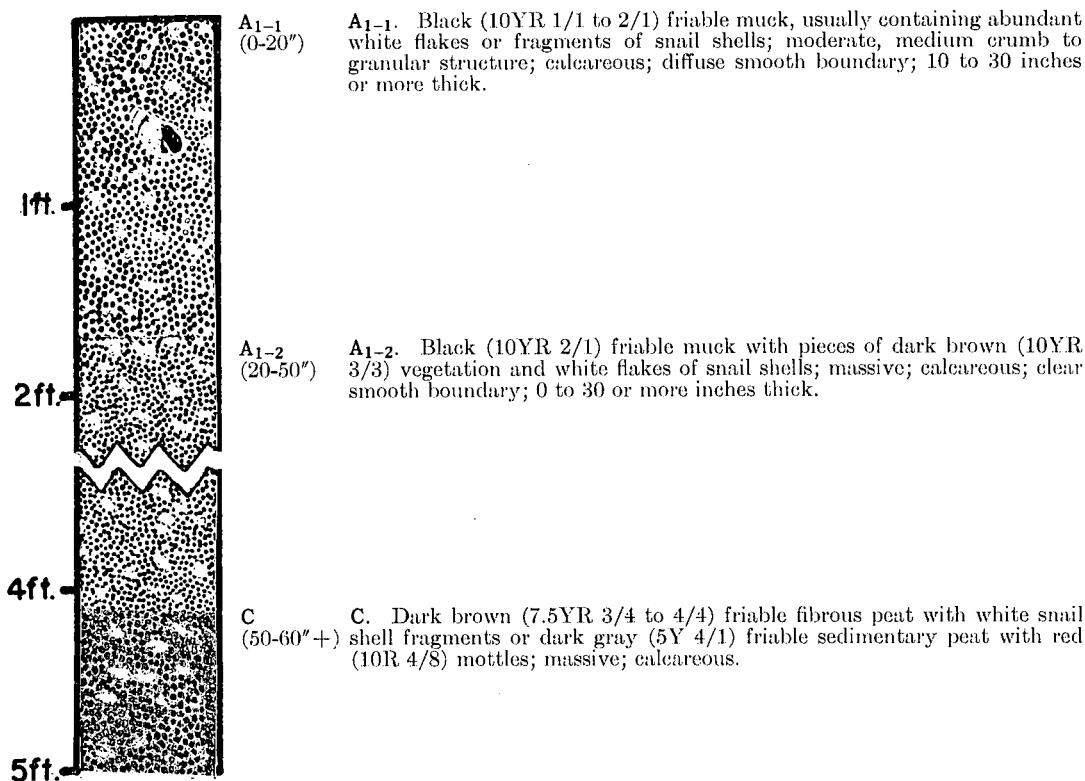 A1-1
(0-20″)
A1-1. Black (10YR 1/1 to 2/1) friable muck, usually containing abundant
white flakes or fragments of snail shells; moderate, medium crumb to
granular structure; calcareous; diffuse smooth boundary; 10 to 30 inches
or more thick.
1ft.
A1-2
(20-50″)
A1-2. Black (10YR 2/1) friable muck with pieces of dark brown (10YR
3/3) vegetation and white flakes of snail shells; massive; calcareous; clear
smooth boundary; 0 to 30 or more inches thick.
2ft.
4ft.
C
(50-60″+)
C. Dark brown (7.5YR 3/4 to 4/4) friable fibrous peat with white snail
shell fragments or dark gray (5Y 4/1) friable sedimentary peat with red
(10R 4/8) mottles; massive; calcareous.
5ft.